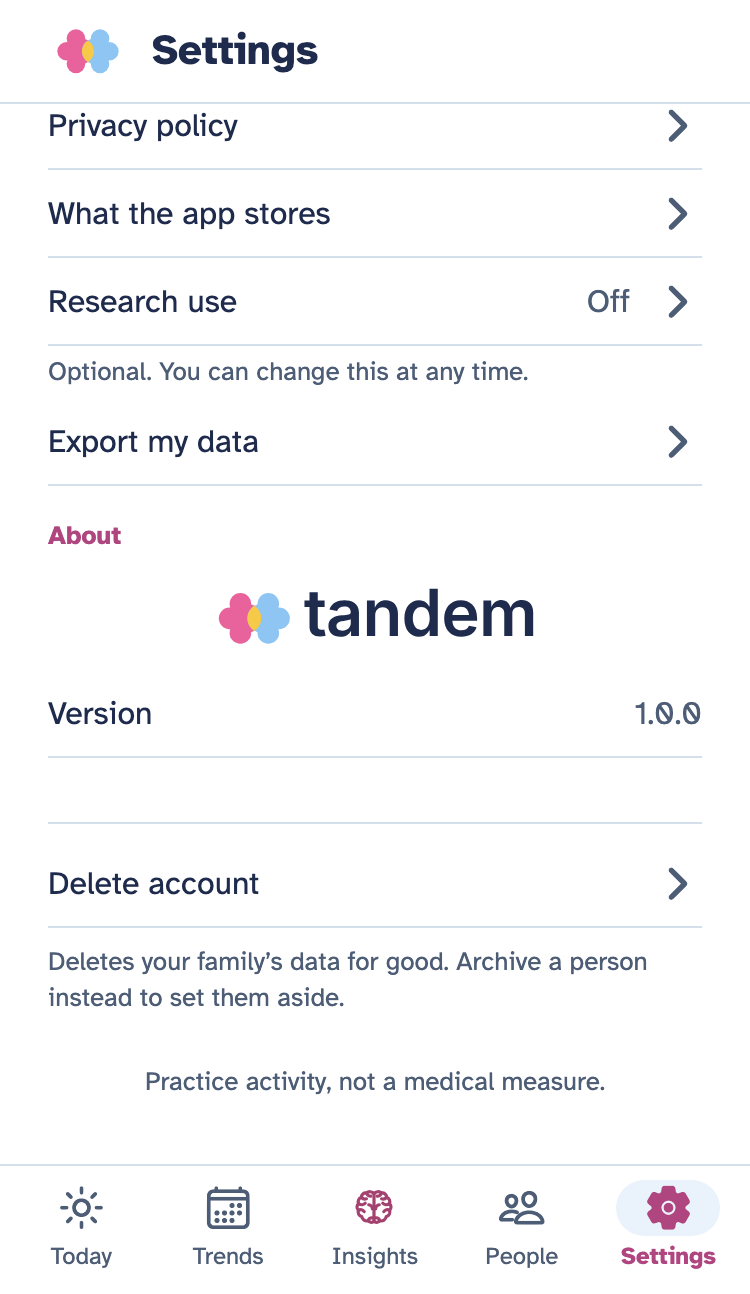 Settings
Privacy policy
What the app stores
Research use Off
Optional. You can change this at any time.
Export my data
About
tandem
Version 1.0.0
Delete account
Deletes your family’s data for good. Archive a person
instead to set them aside.
Practice activity, not a medical measure.
Today Trends Insights People Settings